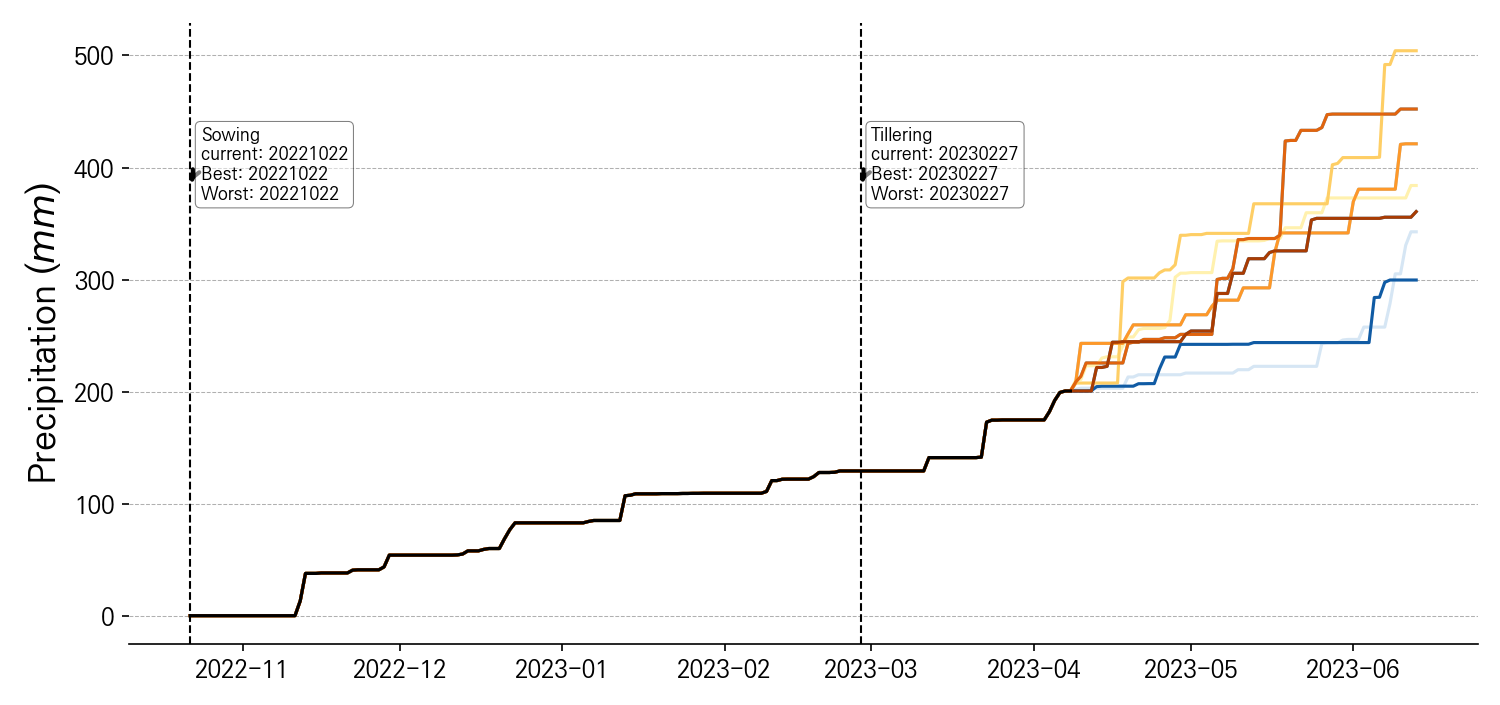 Precipitation (mm)
500
400
300
200
100
0
Sowing
current: 20221022
Best: 20221022
Worst: 20221022
Tillering
current: 20230227
Best: 20230227
Worst: 20230227
2022−11
2022−12
2023−01
2023−02
2023−03
2023−04
2023−05
2023−06